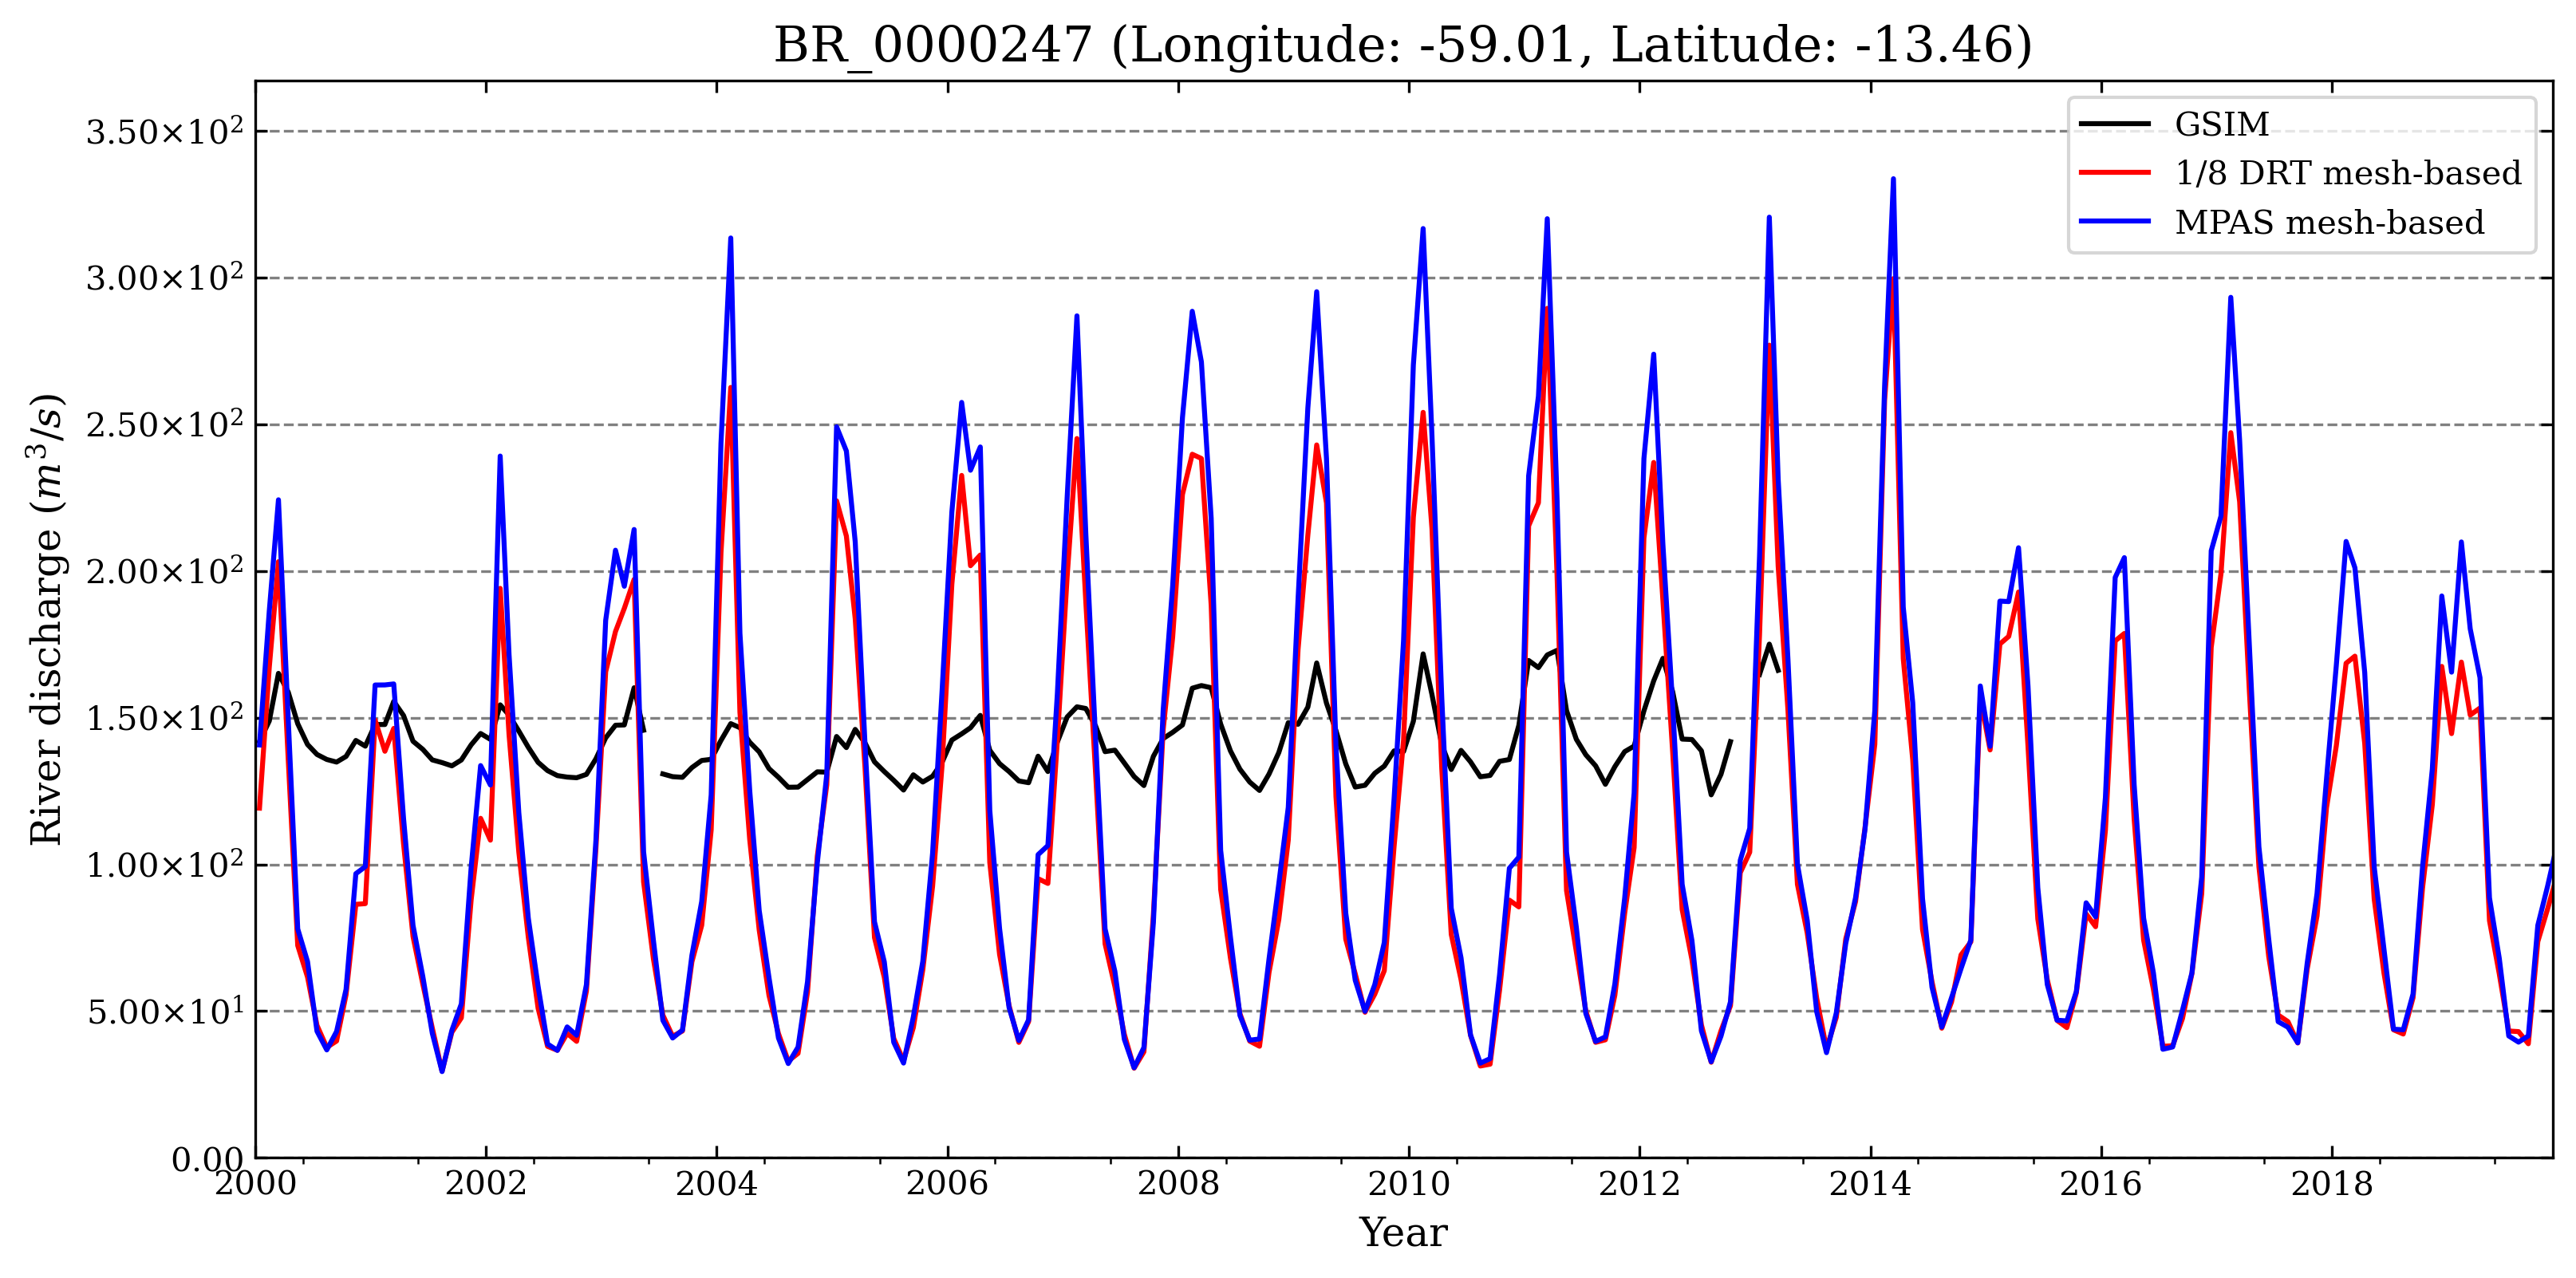 BR_0000247 (Longitude: -59.01, Latitude: -13.46)
GSIM
1/8 DRT mesh-based
MPAS mesh-based
River discharge (m³/s)
3.50×10²
3.00×10²
2.50×10²
2.00×10²
1.50×10²
1.00×10²
5.00×10¹
0.00
2000 2002 2004 2006 2008 2010 2012 2014 2016 2018
Year